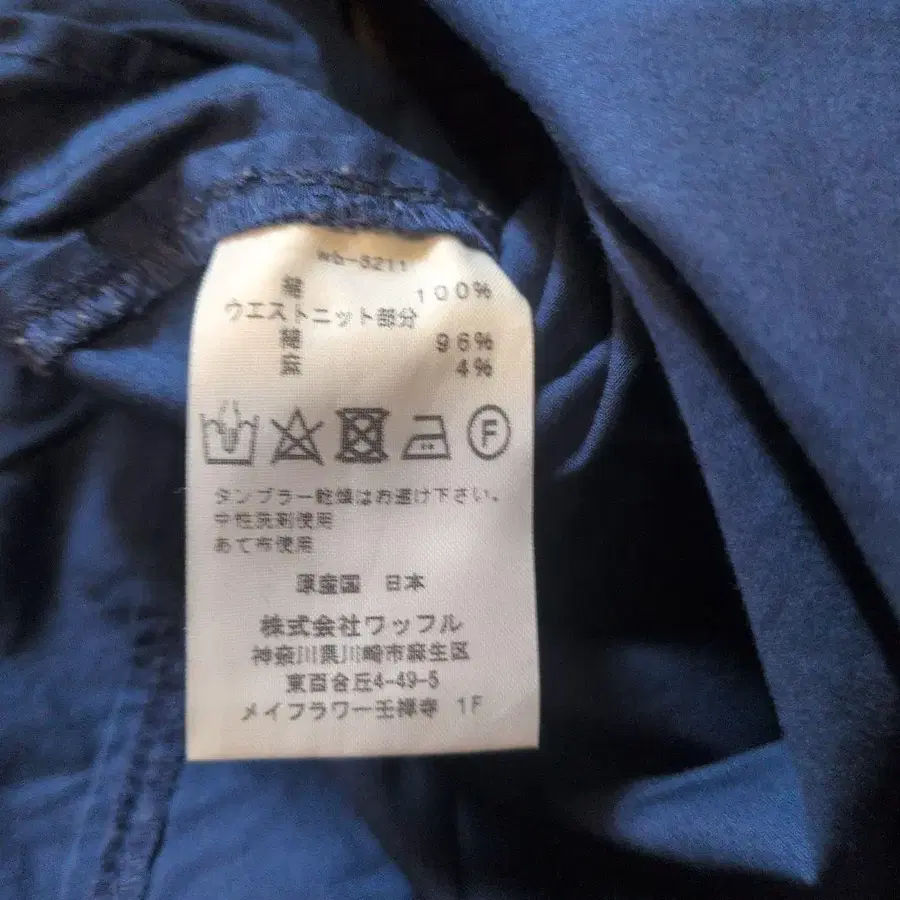 wb-5211
綿 100%
ウエストニット部分
綿 96%
4%
F
タンブラー乾燥はお避け下さい。
中性洗剤使用
あて布使用
原産国 日本
株式会社ワッフル
神奈川県川崎市麻生区
東百合丘4-49-5
メイフラワー王禅寺 1F